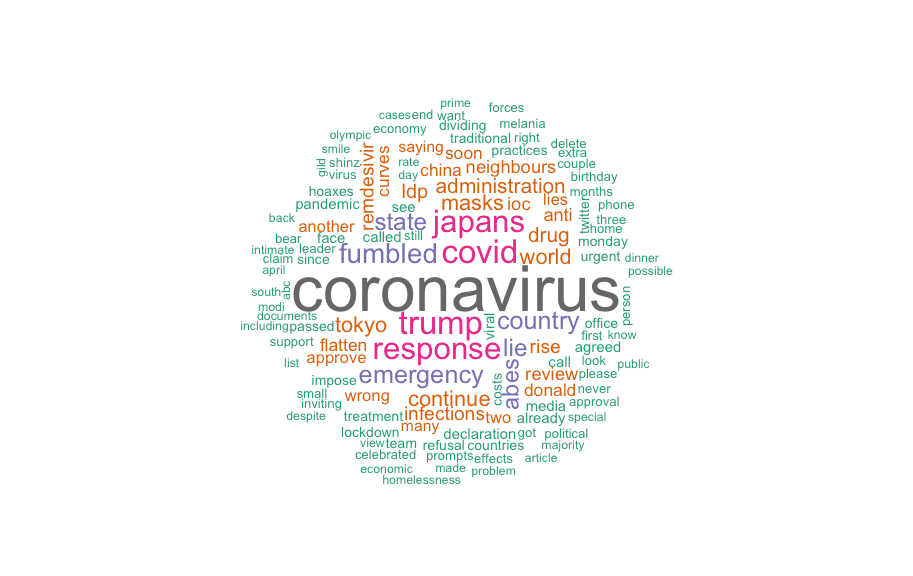 prime
forces
cases end want
dividing melania
olympic economy
traditional right
smile saying soon practices delete
extra
gild shinz remdesivir curves rate china neighbours couple
virus day birthday
hoaxes ldp administration months
pandemic see masks ioc lies twitter phone
back another state japans anti three
home
bear face called still drug monday
intimate leader fumbled covid world urgent dinner
claim since possible
april
south abc coronavirus person
modi
documents
including passed tokyo trump viral country office
first know
support flatten response lie rise agreed
list approve call look public
impose emergency costs abes review please
small wrong continue donald never
inviting media approval
despite treatment infections two already special
many
lockdown declaration got political
view team refusal countries majority
celebrated prompts effects article
economic made problem
homelessness